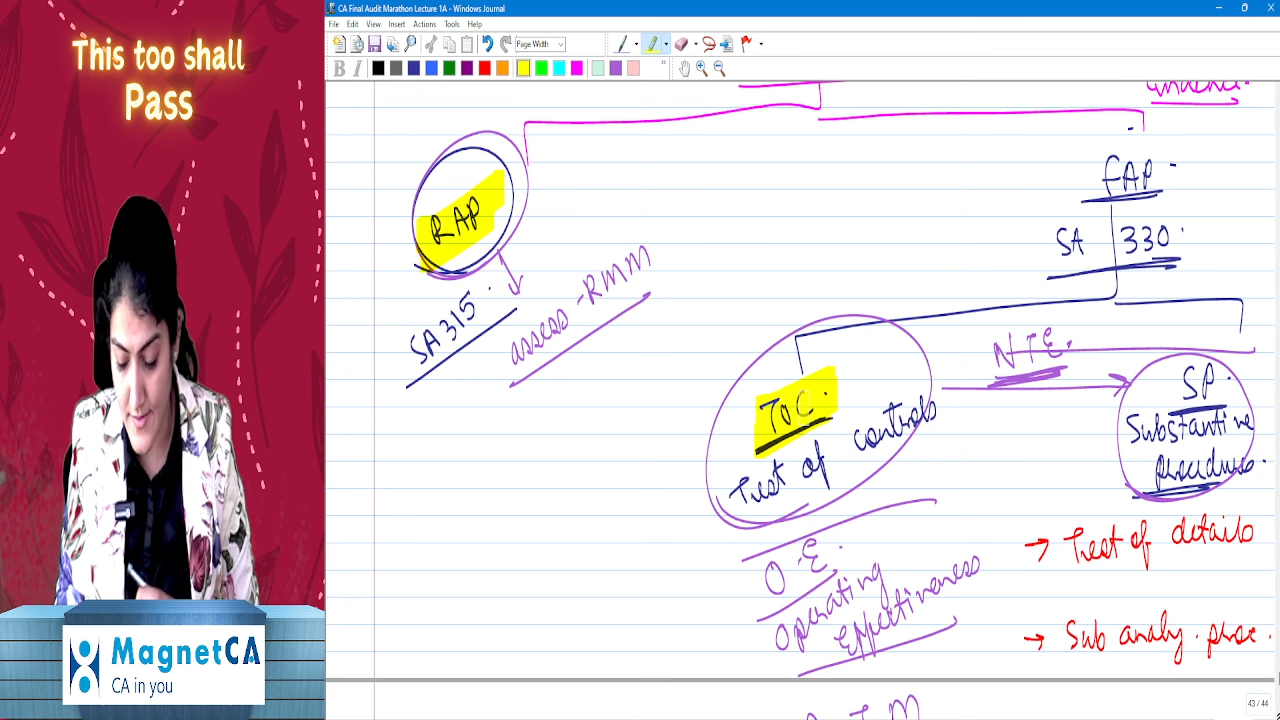 This too shall
Pass
MagnetCA
CA in you
CA Final Audit Marathon Lecture 1A - Windows Journal
File Edit View Insert Actions Tools Help
Page Width
B I
evidence.
RAP
SA 315.
assess - RMM
FAP.
SA 330.
TOC.
Test of controls
NTE.
SP.
Substantive
procedures.
O.E.
Operating
Effectiveness
→ Test of details
→ Sub analy. proc.
43 / 44